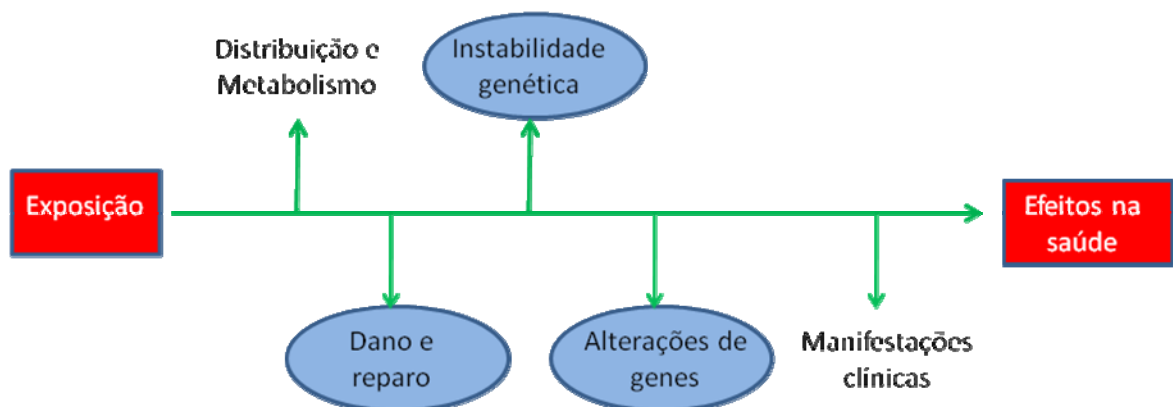 Distribuição e
Metabolismo
Instabilidade
genética
Exposição
Efeitos na
saúde
Dano e
reparo
Alterações de
genes
Manifestações
clínicas